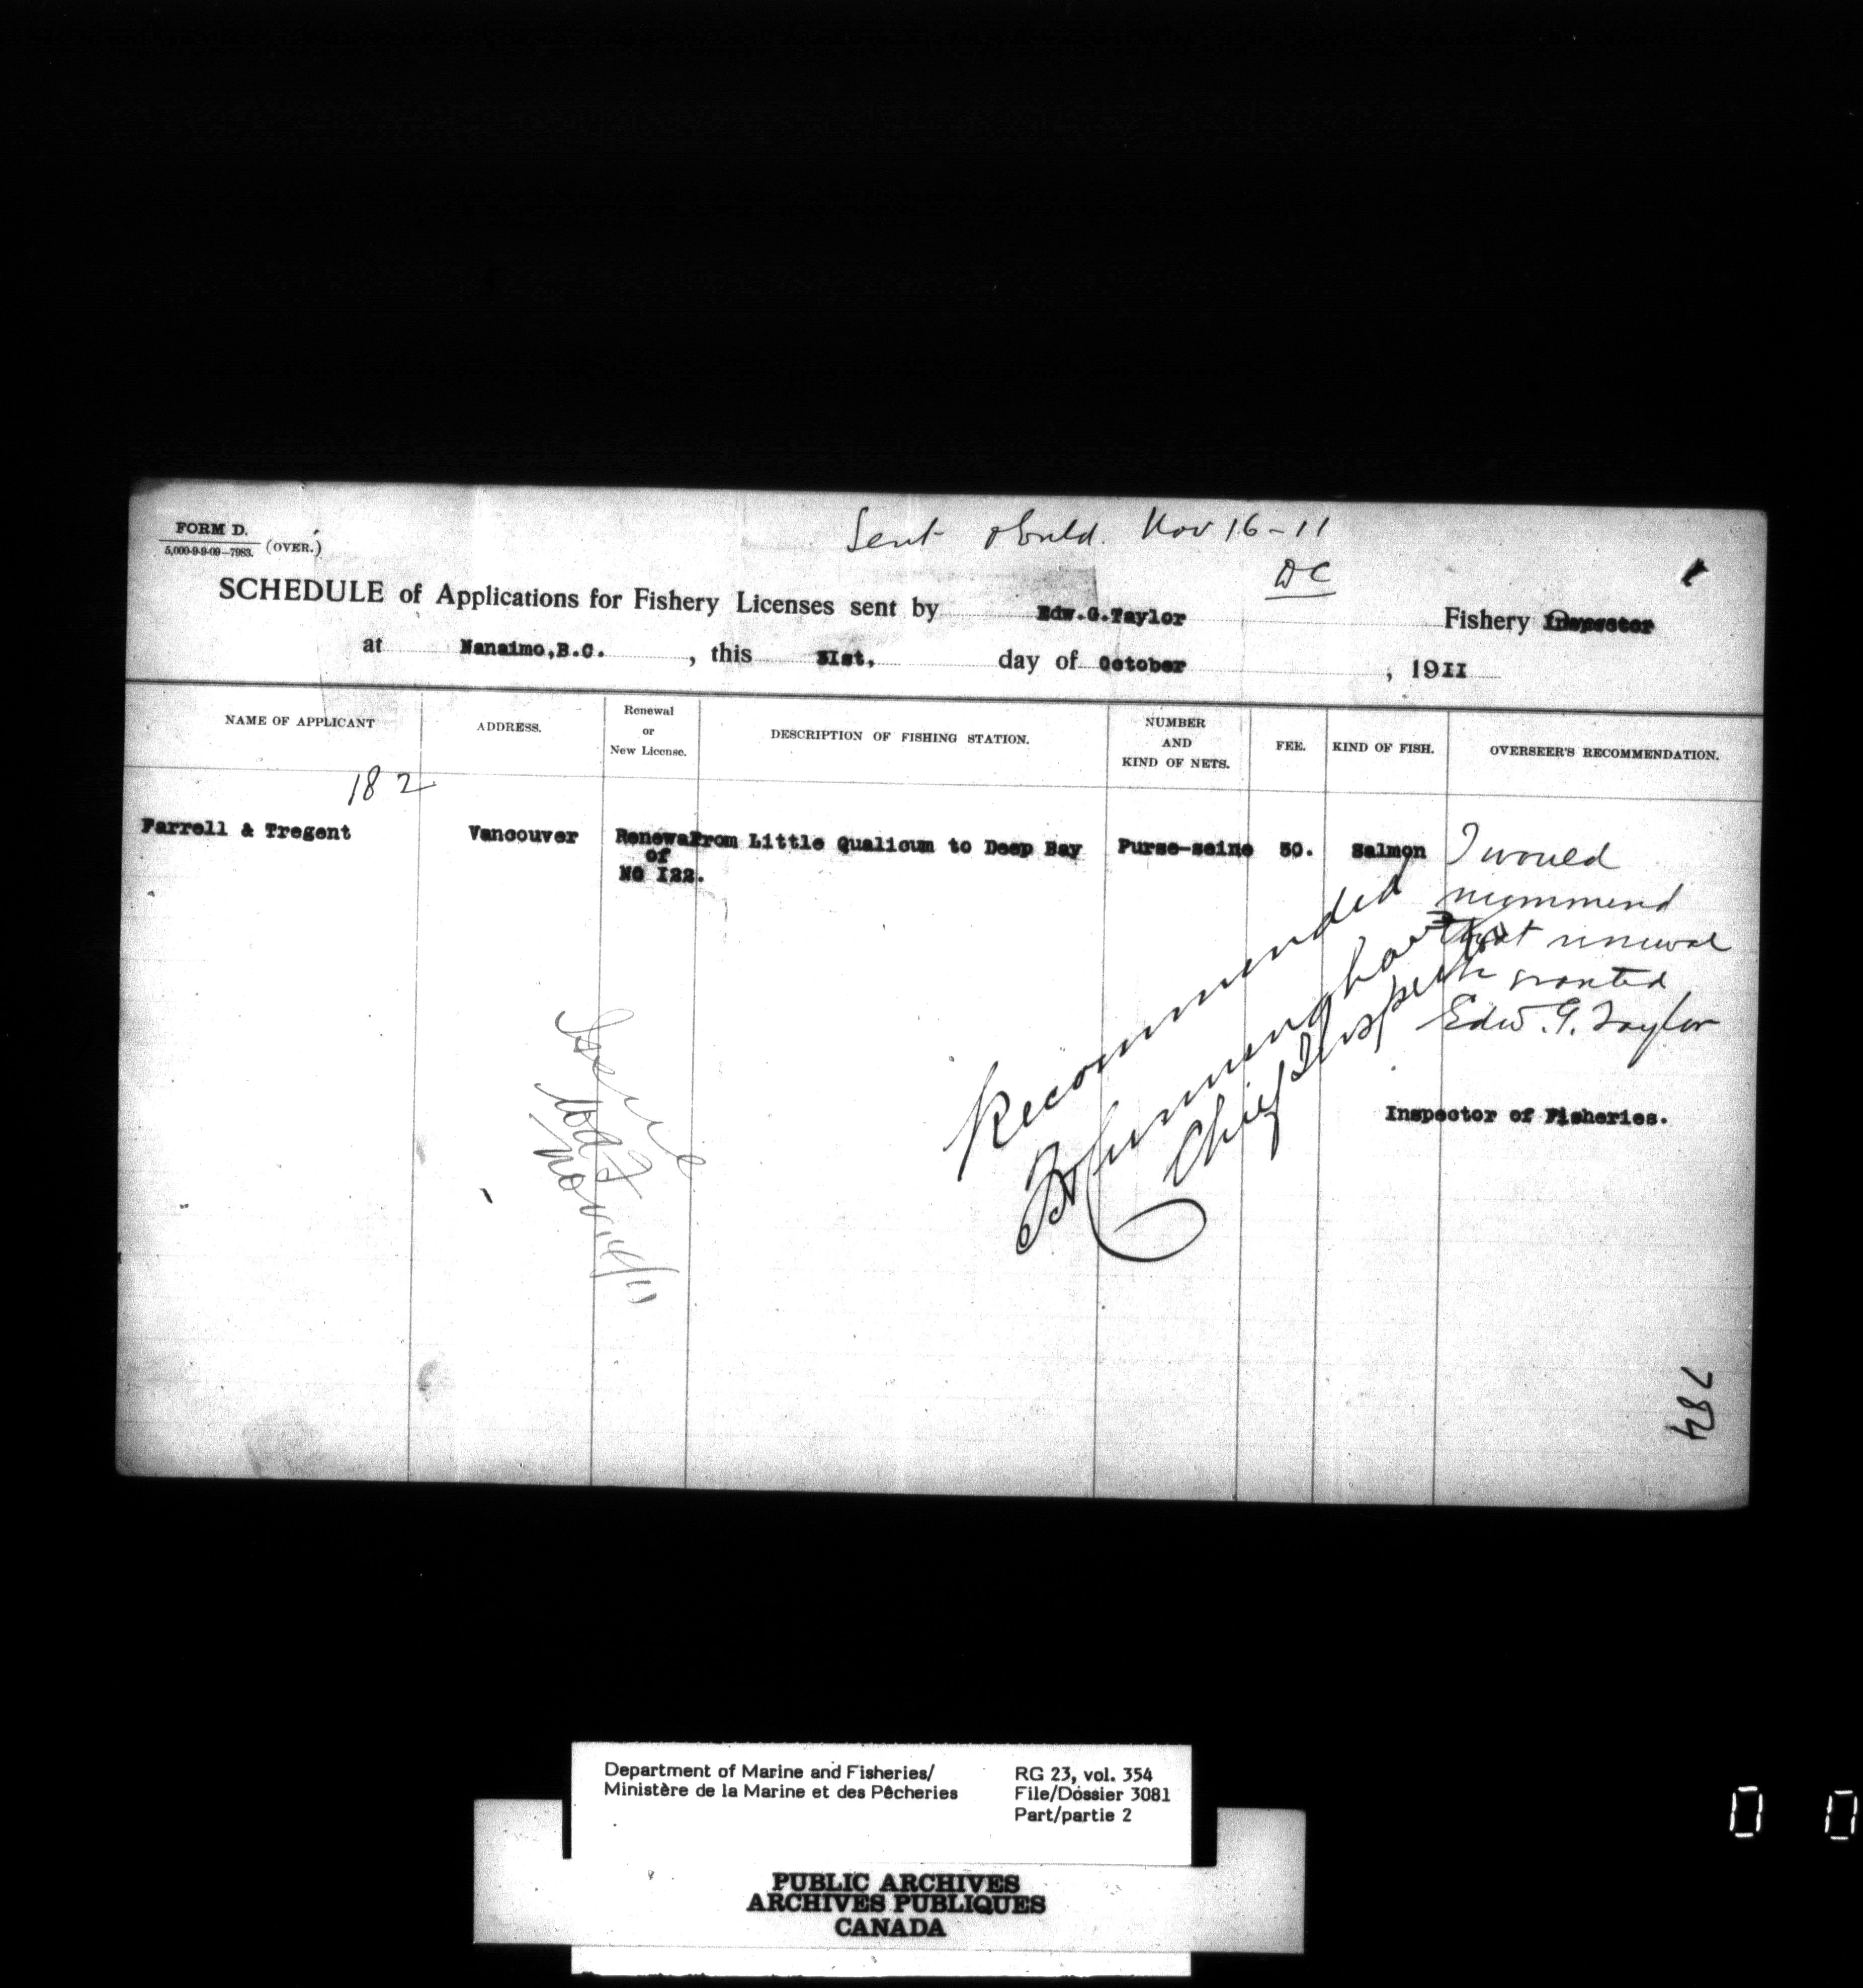 FORM D.
5,000-9-9-09—7983. (OVER.)
Sent Nov 16-11
DC
SCHEDULE of Applications for Fishery Licenses sent by Edw.G.Taylor Fishery
at Nanaimo,B.C. , this 3Ist, day of October , 1911
NAME OF APPLICANT ADDRESS. Renewal or New License. DESCRIPTION OF FISHING STATION. NUMBER AND KIND OF NETS. FEE. KIND OF FISH. OVERSEER'S RECOMMENDATION.
182
Farrell & Tregent Vancouver Renewal From Little Qualicum to Deep Bay Purse-seine 50. Salmon I would
of
NO I22.
recommend
that renewal
granted
Edw. G. Taylor
Inspector of Fisheries.
Recommended
Chief Inspector
Nov
784
Department of Marine and Fisheries/
Ministère de la Marine et des Pêcheries
RG 23, vol. 354
File/Dossier 3081
Part/partie 2
PUBLIC ARCHIVES
ARCHIVES PUBLIQUES
CANADA
0 0